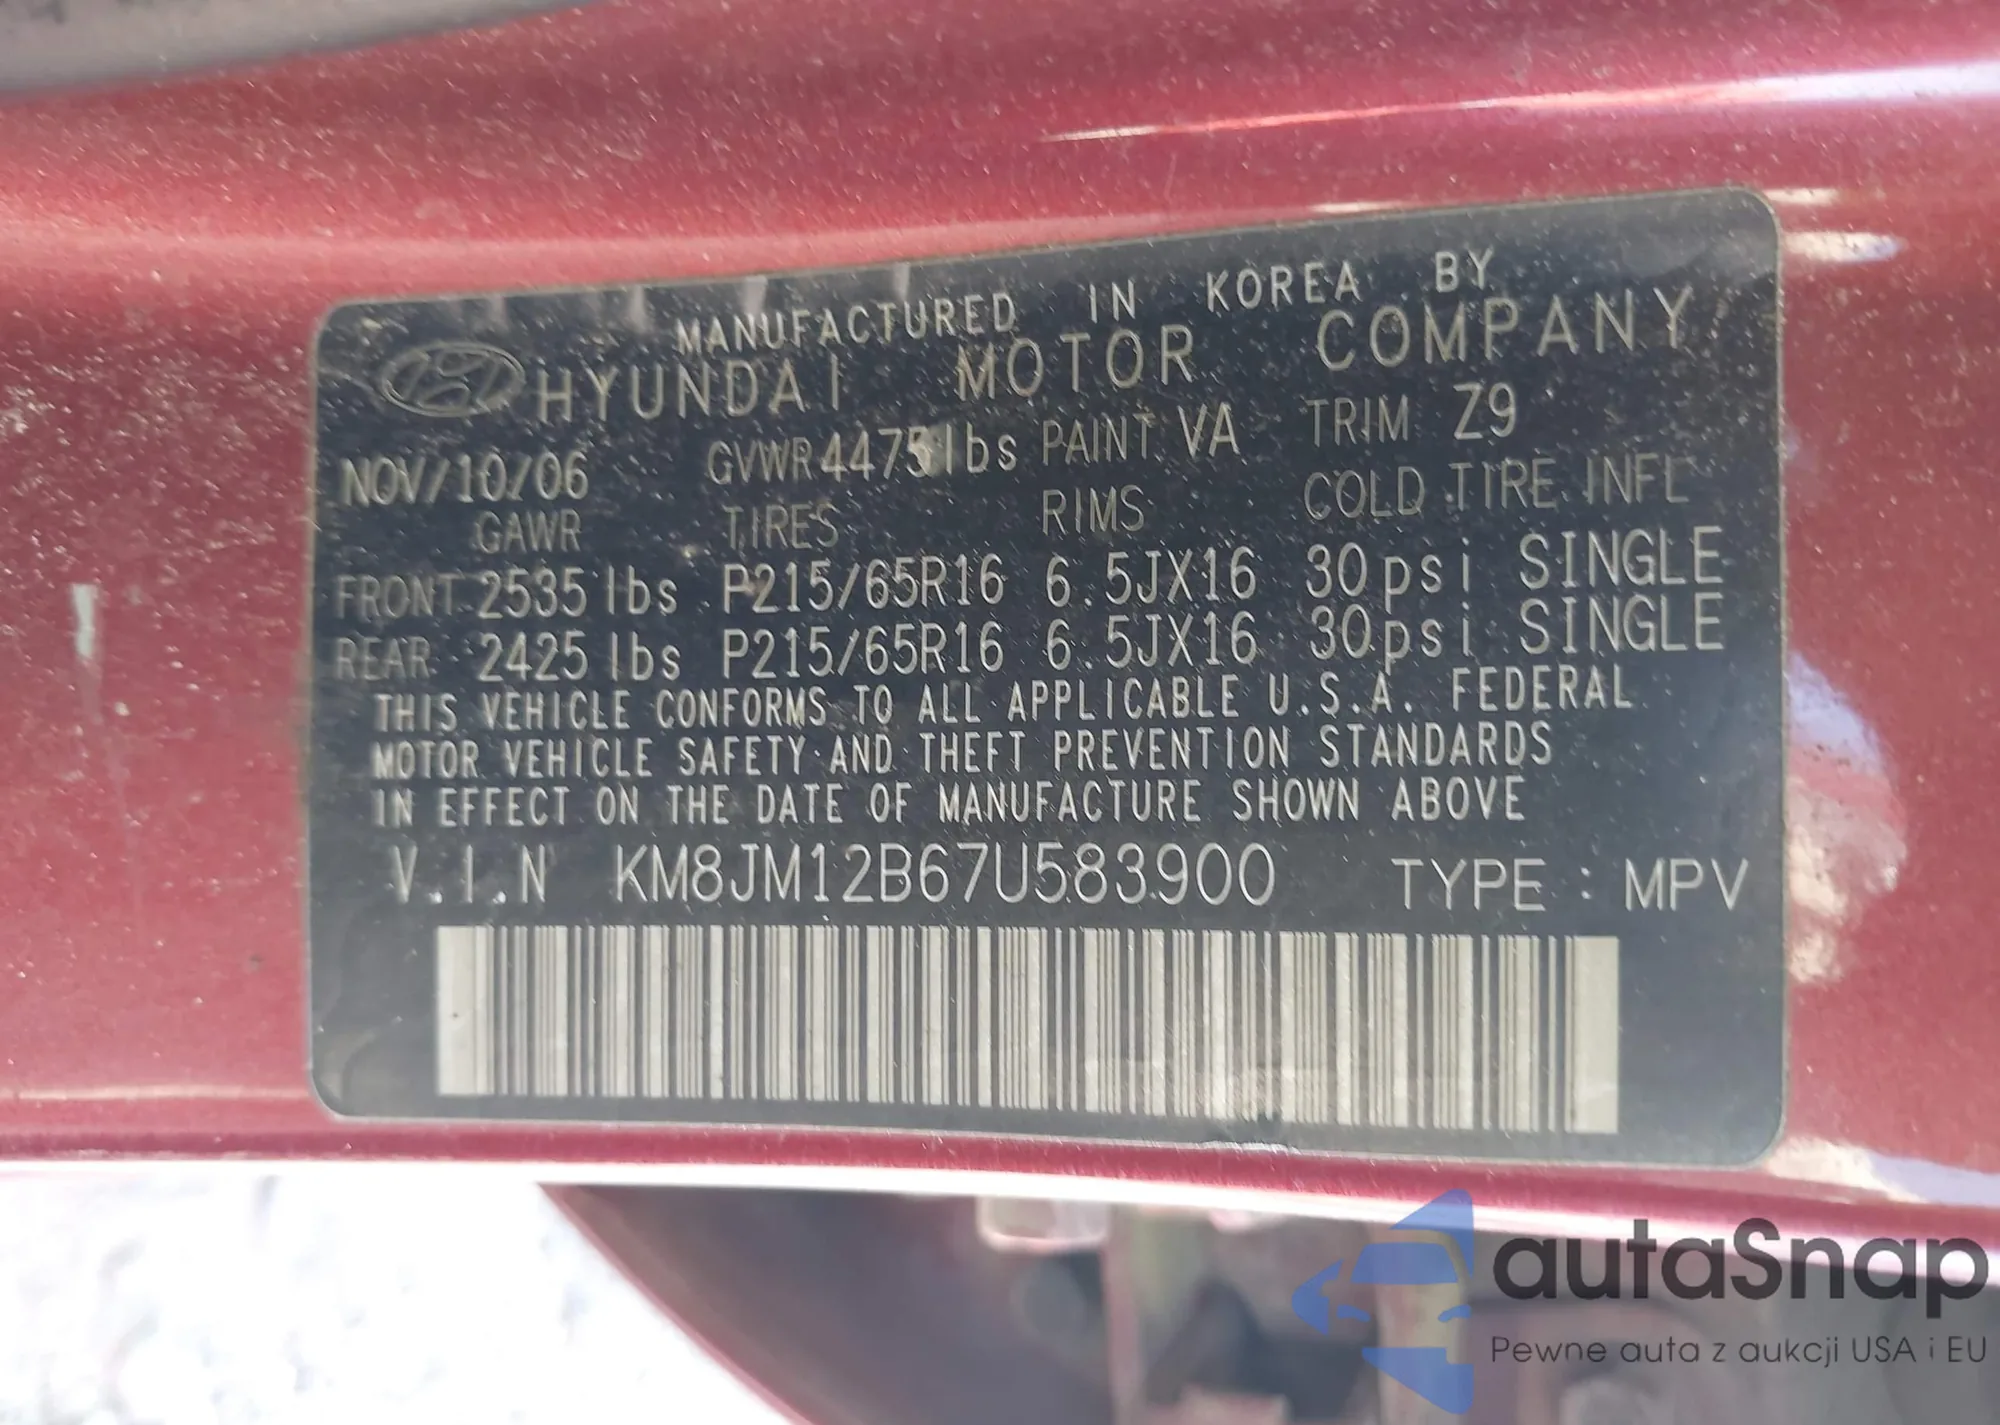 MANUFACTURED IN KOREA BY
HYUNDAI MOTOR COMPANY
NOV/10/06 GVWR 4475lbs PAINT VA TRIM Z9
GAWR TIRES RIMS COLD TIRE INFL
FRONT 2535 lbs P215/65R16 6.5JX16 30psi SINGLE
REAR 2425 lbs P215/65R16 6.5JX16 30psi SINGLE
THIS VEHICLE CONFORMS TO ALL APPLICABLE U.S.A. FEDERAL
MOTOR VEHICLE SAFETY AND THEFT PREVENTION STANDARDS
IN EFFECT ON THE DATE OF MANUFACTURE SHOWN ABOVE
V.I.N KM8JM12B67U583900 TYPE : MPV
autaSnap
Pewne auta z aukcji USA i EU